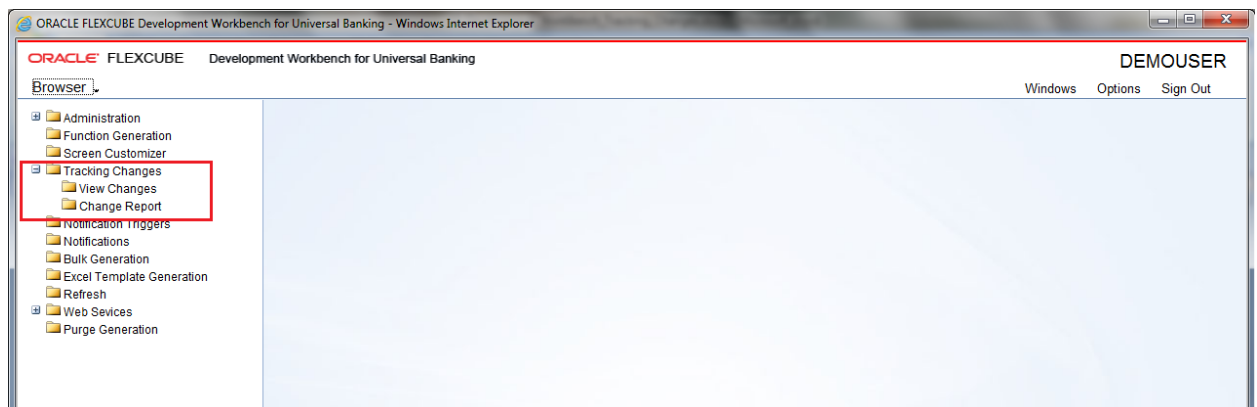 ORACLE FLEXCUBE Development Workbench for Universal Banking - Windows Internet Explorer
ORACLE FLEXCUBE Development Workbench for Universal Banking
DEMOUSER
Browser
Windows Options Sign Out
Administration
Function Generation
Screen Customizer
Tracking Changes
View Changes
Change Report
Notification Triggers
Notifications
Bulk Generation
Excel Template Generation
Refresh
Web Sevices
Purge Generation